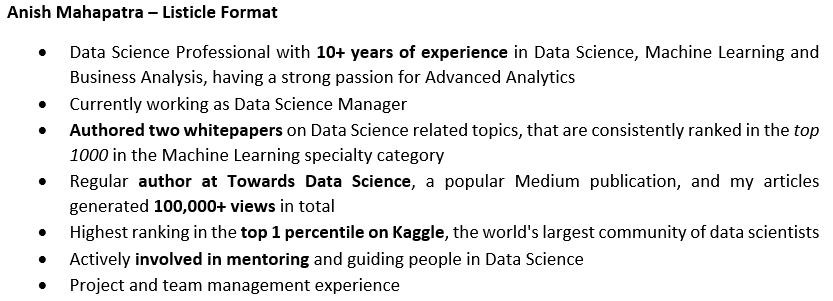 Anish Mahapatra – Listicle Format
• Data Science Professional with 10+ years of experience in Data Science, Machine Learning and
Business Analysis, having a strong passion for Advanced Analytics
• Currently working as Data Science Manager
• Authored two whitepapers on Data Science related topics, that are consistently ranked in the top
1000 in the Machine Learning specialty category
• Regular author at Towards Data Science, a popular Medium publication, and my articles
generated 100,000+ views in total
• Highest ranking in the top 1 percentile on Kaggle, the world's largest community of data scientists
• Actively involved in mentoring and guiding people in Data Science
• Project and team management experience